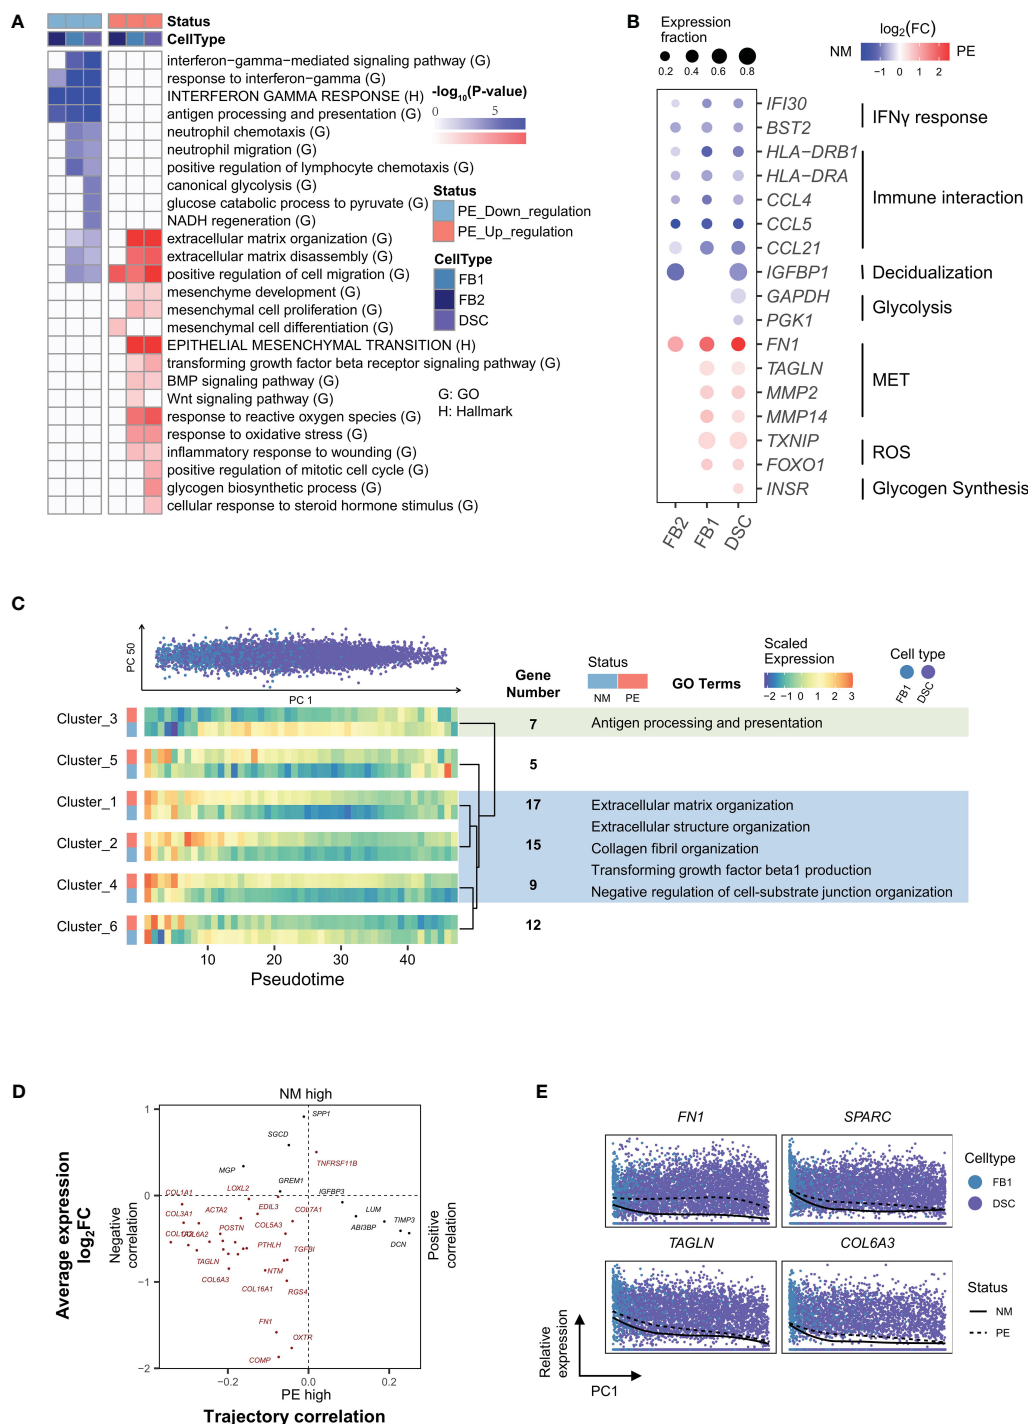 A
Status
CellType
interferon-gamma-mediated signaling pathway (G)
response to interferon-gamma (G)
INTERFERON GAMMA RESPONSE (H)
antigen processing and presentation (G)
neutrophil chemotaxis (G)
neutrophil migration (G)
positive regulation of lymphocyte chemotaxis (G)
canonical glycolysis (G)
glucose catabolic process to pyruvate (G)
NADH regeneration (G)
extracellular matrix organization (G)
extracellular matrix disassembly (G)
positive regulation of cell migration (G)
mesenchyme development (G)
mesenchymal cell proliferation (G)
mesenchymal cell differentiation (G)
EPITHELIAL MESENCHYMAL TRANSITION (H)
transforming growth factor beta receptor signaling pathway (G)
BMP signaling pathway (G)
Wnt signaling pathway (G)
response to reactive oxygen species (G)
response to oxidative stress (G)
inflammatory response to wounding (G)
positive regulation of mitotic cell cycle (G)
glycogen biosynthetic process (G)
cellular response to steroid hormone stimulus (G)
-log10(P-value)
0 5
Status
PE_Down_regulation
PE_Up_regulation
CellType
FB1
FB2
DSC
G: GO
H: Hallmark
B
Expression
fraction
0.2 0.4 0.6 0.8
log2(FC)
NM PE
−1 0 1 2
IFI30
BST2
HLA−DRB1
HLA−DRA
CCL4
CCL5
CCL21
IGFBP1
GAPDH
PGK1
FN1
TAGLN
MMP2
MMP14
TXNIP
FOXO1
INSR
IFNγ response
Immune interaction
Decidualization
Glycolysis
MET
ROS
Glycogen Synthesis
FB2 FB1 DSC
C
PC 50
PC 1
Gene
Number
Status
NM PE
GO Terms
Scaled
Expression
−2 −1 0 1 2 3
Cell type
FB1 DSC
Cluster_3
7
Antigen processing and presentation
Cluster_5
5
Cluster_1
17
Extracellular matrix organization
Extracellular structure organization
Cluster_2
15
Collagen fibril organization
Transforming growth factor beta1 production
Cluster_4
9
Negative regulation of cell-substrate junction organization
Cluster_6
12
10 20 30 40
Pseudotime
D
NM high
Average expression
log2FC
Negative
correlation
Positive
correlation
1
0
−1
−2
SPP1
SGCD
TNFRSF11B
MGP
GREM1
COL1A1
LOXL2
IGFBP3
COL3A1
ACTA2
EDIL3
COL7A1
LUM
TIMP3
POSTN
COL5A3
ABI3BP
COL1A2
COL6A2
DCN
PTHLH
TGFBI
TAGLN
NTM
COL6A3
COL16A1
RGS4
FN1
OXTR
COMP
−0.2 0.0 0.2
PE high
Trajectory correlation
E
FN1
SPARC
TAGLN
COL6A3
Celltype
FB1
DSC
Status
NM
PE
Relative
expression
PC1